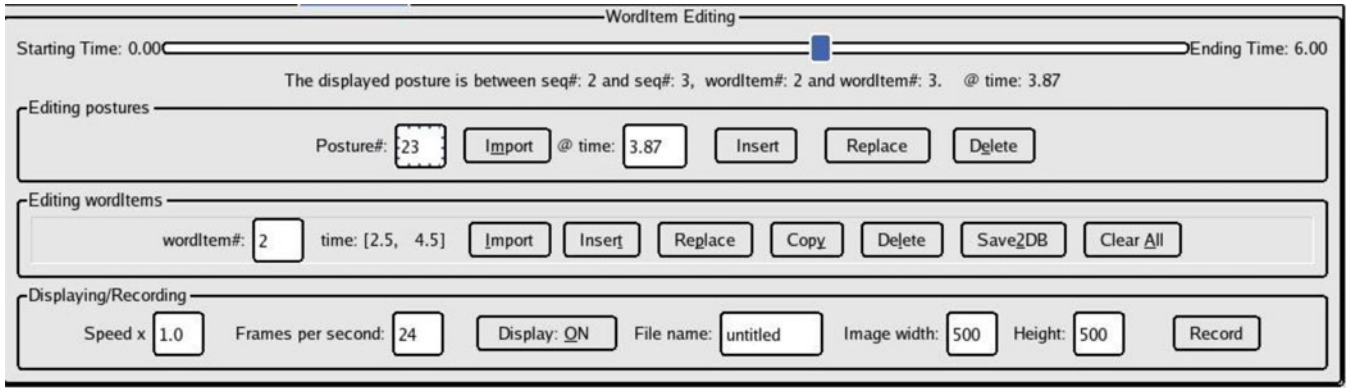 WordItem Editing
Starting Time: 0.00 Ending Time: 6.00
The displayed posture is between seq#: 2 and seq#: 3, wordItem#: 2 and wordItem#: 3. @ time: 3.87
Editing postures
Posture#: 23 Import @ time: 3.87 Insert Replace Delete
Editing wordItems
wordItem#: 2 time: [2.5, 4.5] Import Insert Replace Copy Delete Save2DB Clear All
Displaying/Recording
Speed x 1.0 Frames per second: 24 Display: ON File name: untitled Image width: 500 Height: 500 Record